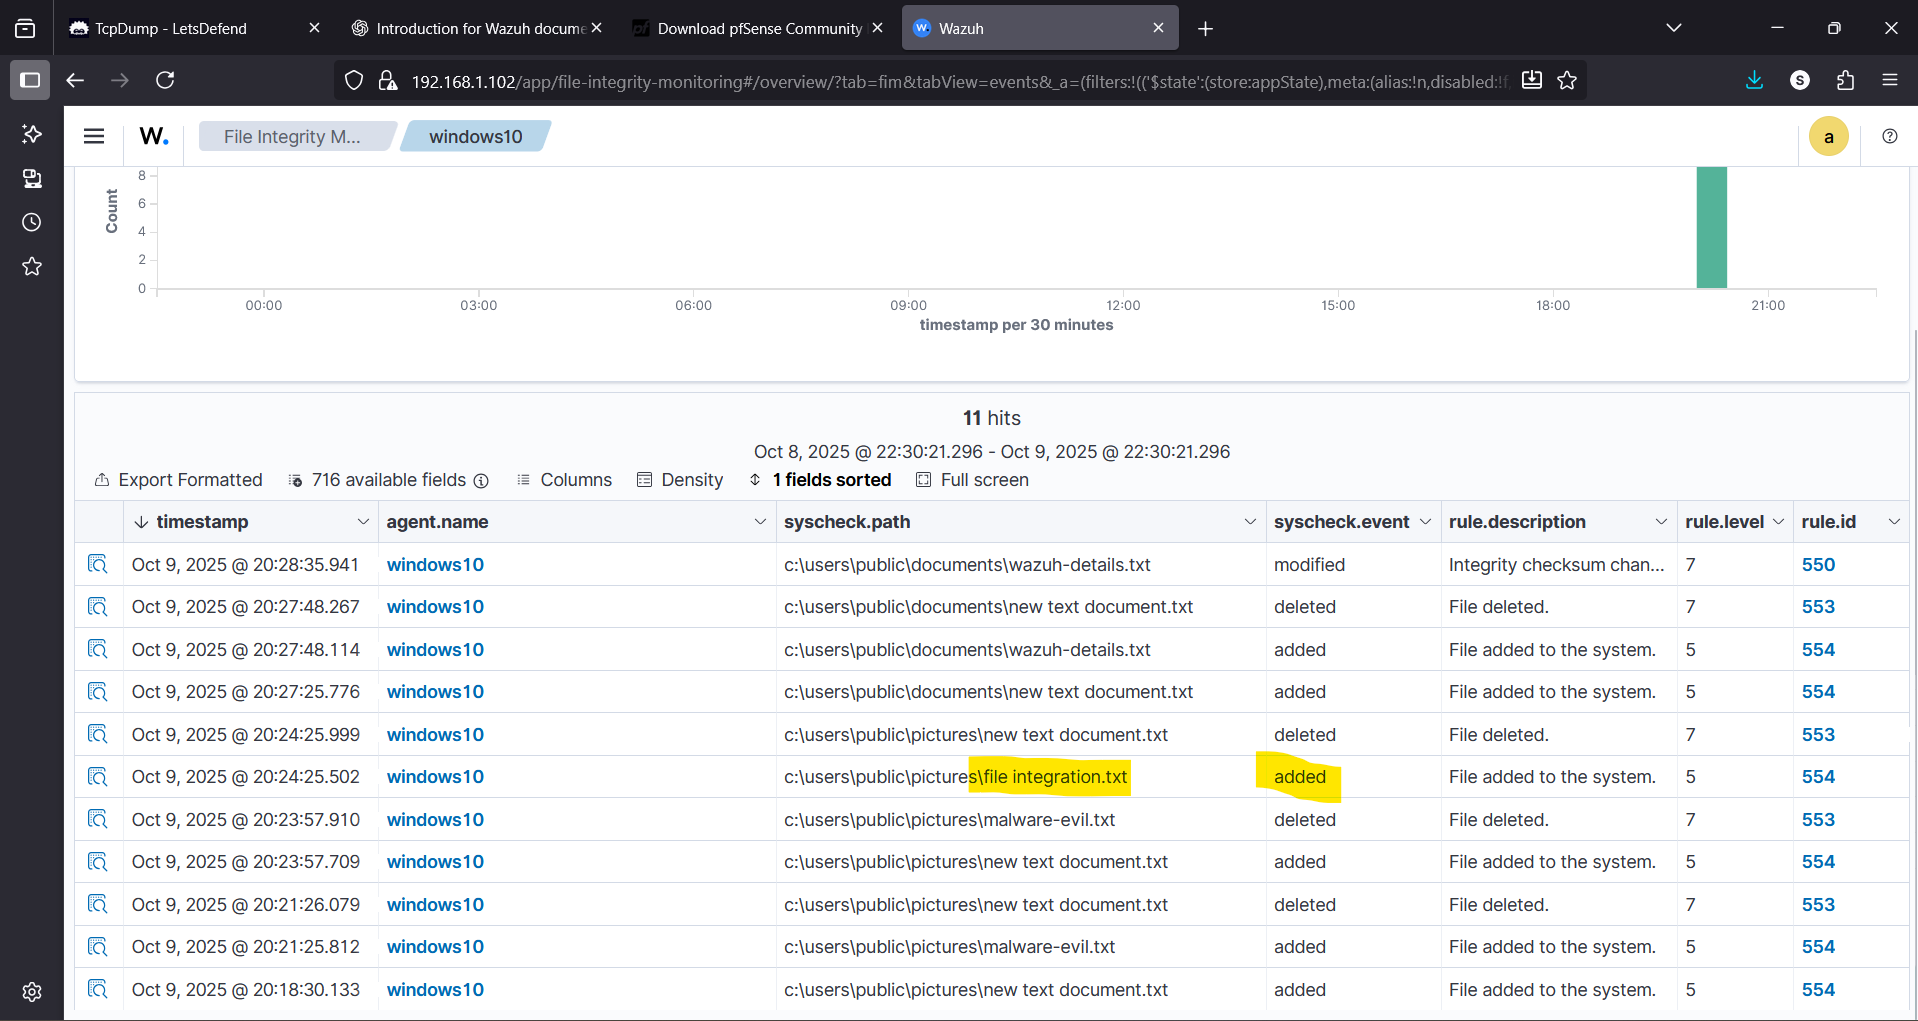 TcpDump - LetsDefend
Introduction for Wazuh docume
Download pfSense Community
Wazuh
192.168.1.102/app/file-integrity-monitoring#/overview/?tab=fim&tabView=events&_a=(filters:!(('$state':(store:appState),meta:(alias:!n,disabled:!f,
S
W.
File Integrity M...
windows10
a
Count
8
6
4
2
0
00:00 03:00 06:00 09:00 12:00 15:00 18:00 21:00
timestamp per 30 minutes
11 hits
Oct 8, 2025 @ 22:30:21.296 - Oct 9, 2025 @ 22:30:21.296
Export Formatted 716 available fields Columns Density 1 fields sorted Full screen
timestamp agent.name syscheck.path syscheck.event rule.description rule.level rule.id
Oct 9, 2025 @ 20:28:35.941 windows10 c:\users\public\documents\wazuh-details.txt modified Integrity checksum chan... 7 550
Oct 9, 2025 @ 20:27:48.267 windows10 c:\users\public\documents\new text document.txt deleted File deleted. 7 553
Oct 9, 2025 @ 20:27:48.114 windows10 c:\users\public\documents\wazuh-details.txt added File added to the system. 5 554
Oct 9, 2025 @ 20:27:25.776 windows10 c:\users\public\documents\new text document.txt added File added to the system. 5 554
Oct 9, 2025 @ 20:24:25.999 windows10 c:\users\public\pictures\new text document.txt deleted File deleted. 7 553
Oct 9, 2025 @ 20:24:25.502 windows10 c:\users\public\pictures\file integration.txt added File added to the system. 5 554
Oct 9, 2025 @ 20:23:57.910 windows10 c:\users\public\pictures\malware-evil.txt deleted File deleted. 7 553
Oct 9, 2025 @ 20:23:57.709 windows10 c:\users\public\pictures\new text document.txt added File added to the system. 5 554
Oct 9, 2025 @ 20:21:26.079 windows10 c:\users\public\pictures\new text document.txt deleted File deleted. 7 553
Oct 9, 2025 @ 20:21:25.812 windows10 c:\users\public\pictures\malware-evil.txt added File added to the system. 5 554
Oct 9, 2025 @ 20:18:30.133 windows10 c:\users\public\pictures\new text document.txt added File added to the system. 5 554